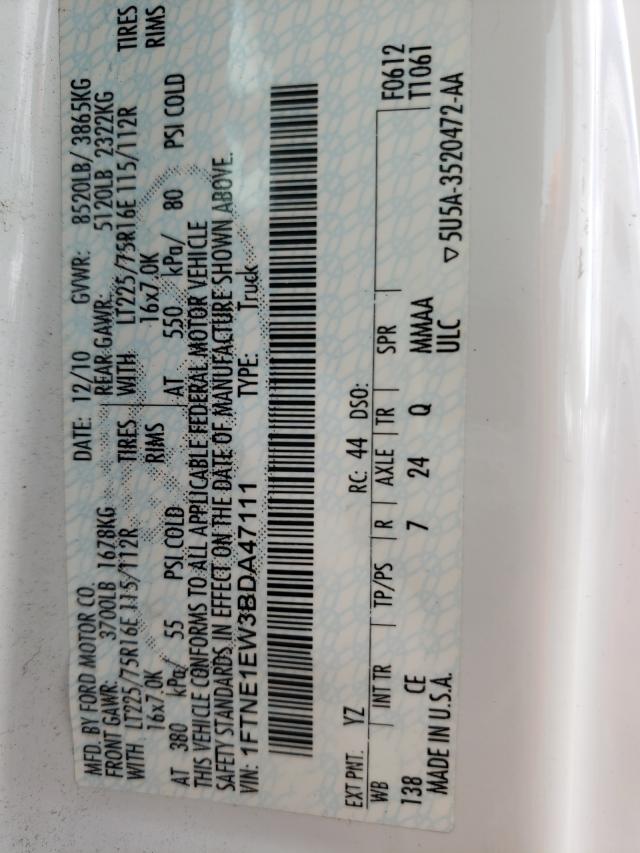 MFD. BY FORD MOTOR CO. DATE: 12/10 GVWR: 8520LB/ 3865KG
FRONT GAWR: 3700LB 1678KG REAR GAWR: 5120LB 2322KG
WITH LT225/75R16E 115/112R TIRES WITH LT225/75R16E 115/112R TIRES
16x7.0K RIMS 16x7.0K RIMS
AT 380 kPa/ 55 PSI COLD AT 550 kPa/ 80 PSI COLD
THIS VEHICLE CONFORMS TO ALL APPLICABLE FEDERAL MOTOR VEHICLE
SAFETY STANDARDS IN EFFECT ON THE DATE OF MANUFACTURE SHOWN ABOVE.
VIN: 1FTNE1EW3BDA47111 TYPE: Truck
EXT PNT. YZ RC: 44 DSO: F0612
WB INT TR TP/PS R AXLE TR SPR T1061
138 CE 7 24 Q MMAA
MADE IN U.S.A. ULC ▽ 5U5A-3520472-AA